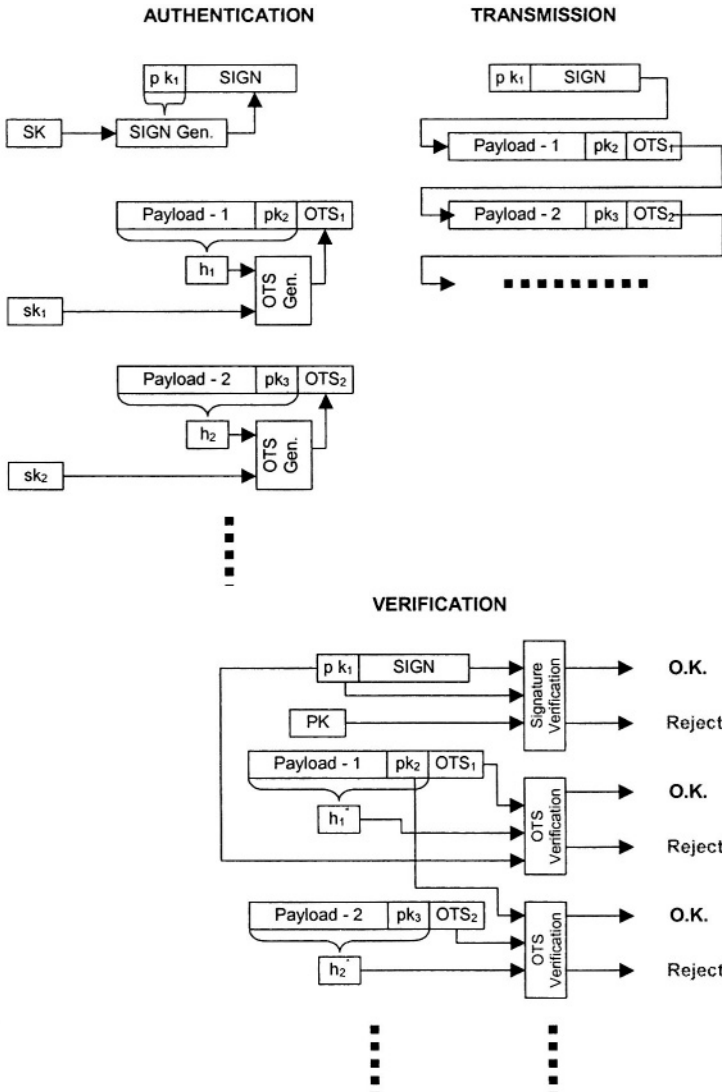 AUTHENTICATION
p k₁ SIGN
SK
SIGN Gen.
Payload - 1 pk₂ OTS₁
h₁
OTS Gen.
sk₁
Payload - 2 pk₃ OTS₂
h₂
OTS Gen.
sk₂
TRANSMISSION
p k₁ SIGN
Payload - 1 pk₂ OTS₁
Payload - 2 pk₃ OTS₂
VERIFICATION
p k₁ SIGN
PK
Signature Verification
O.K.
Reject
Payload - 1 pk₂ OTS₁
h₁*
OTS Verification
O.K.
Reject
Payload - 2 pk₃ OTS₂
h₂*
OTS Verification
O.K.
Reject